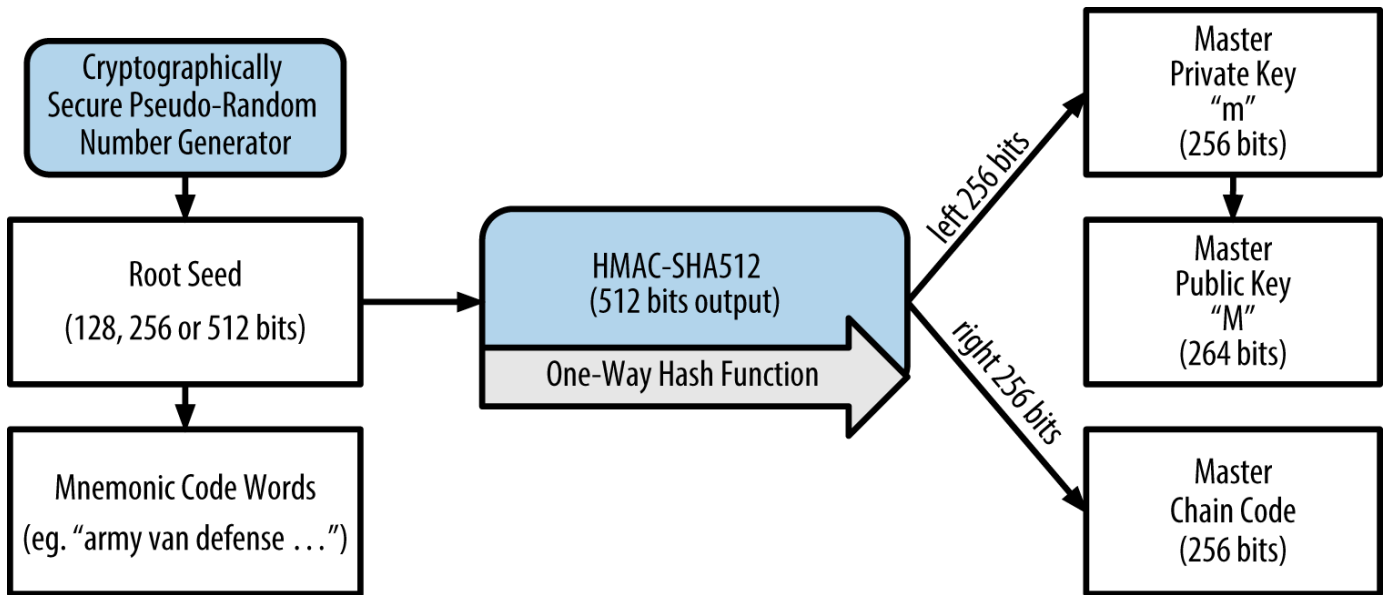 Cryptographically
Secure Pseudo-Random
Number Generator
Root Seed
(128, 256 or 512 bits)
Mnemonic Code Words
(eg. “army van defense …”)
HMAC-SHA512
(512 bits output)
One-Way Hash Function
left 256 bits
right 256 bits
Master
Private Key
“m”
(256 bits)
Master
Public Key
“M”
(264 bits)
Master
Chain Code
(256 bits)